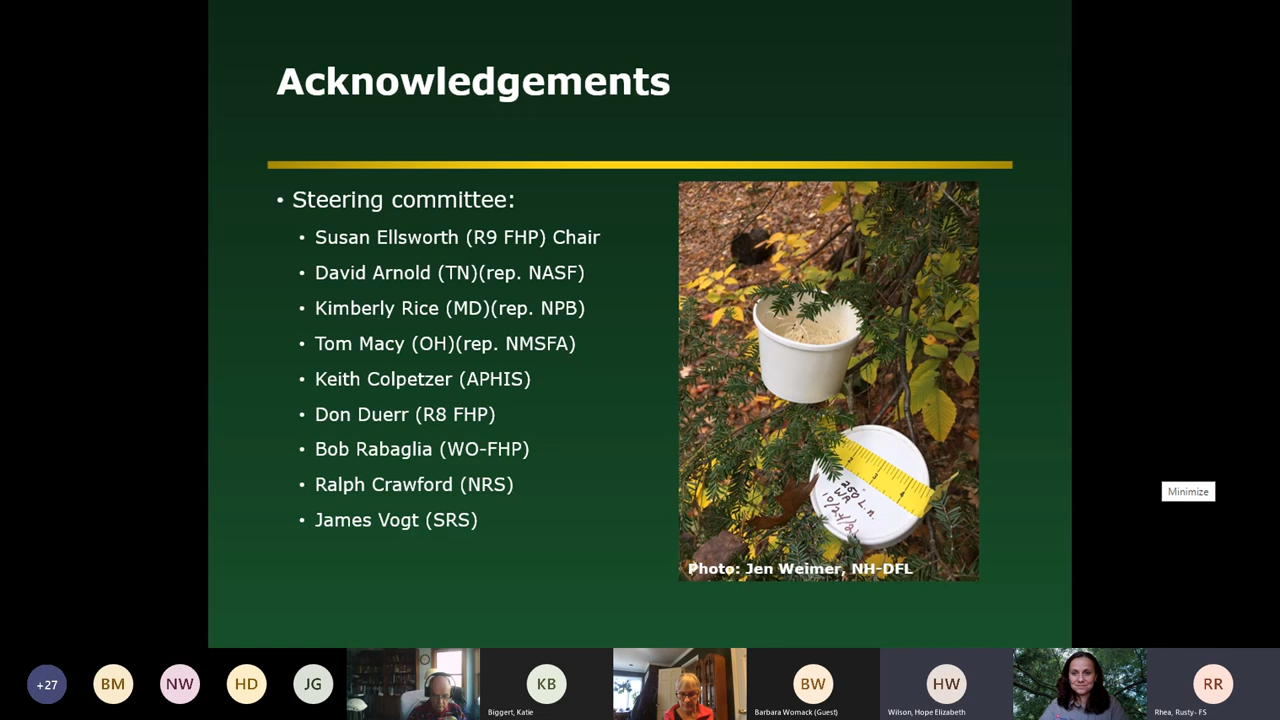 Acknowledgements
• Steering committee:
• Susan Ellsworth (R9 FHP) Chair
• David Arnold (TN)(rep. NASF)
• Kimberly Rice (MD)(rep. NPB)
• Tom Macy (OH)(rep. NMSFA)
• Keith Colpetzer (APHIS)
• Don Duerr (R8 FHP)
• Bob Rabaglia (WO-FHP)
• Ralph Crawford (NRS)
• James Vogt (SRS)
250 L.n.
WA
Photo: Jen Weimer, NH-DFL
Minimize
+27
BM
NW
HD
JG
KB
Biggert, Katie
BW
Barbara Womack (Guest)
HW
Wilson, Hope Elizabeth
RR
Rhea, Rusty- FS